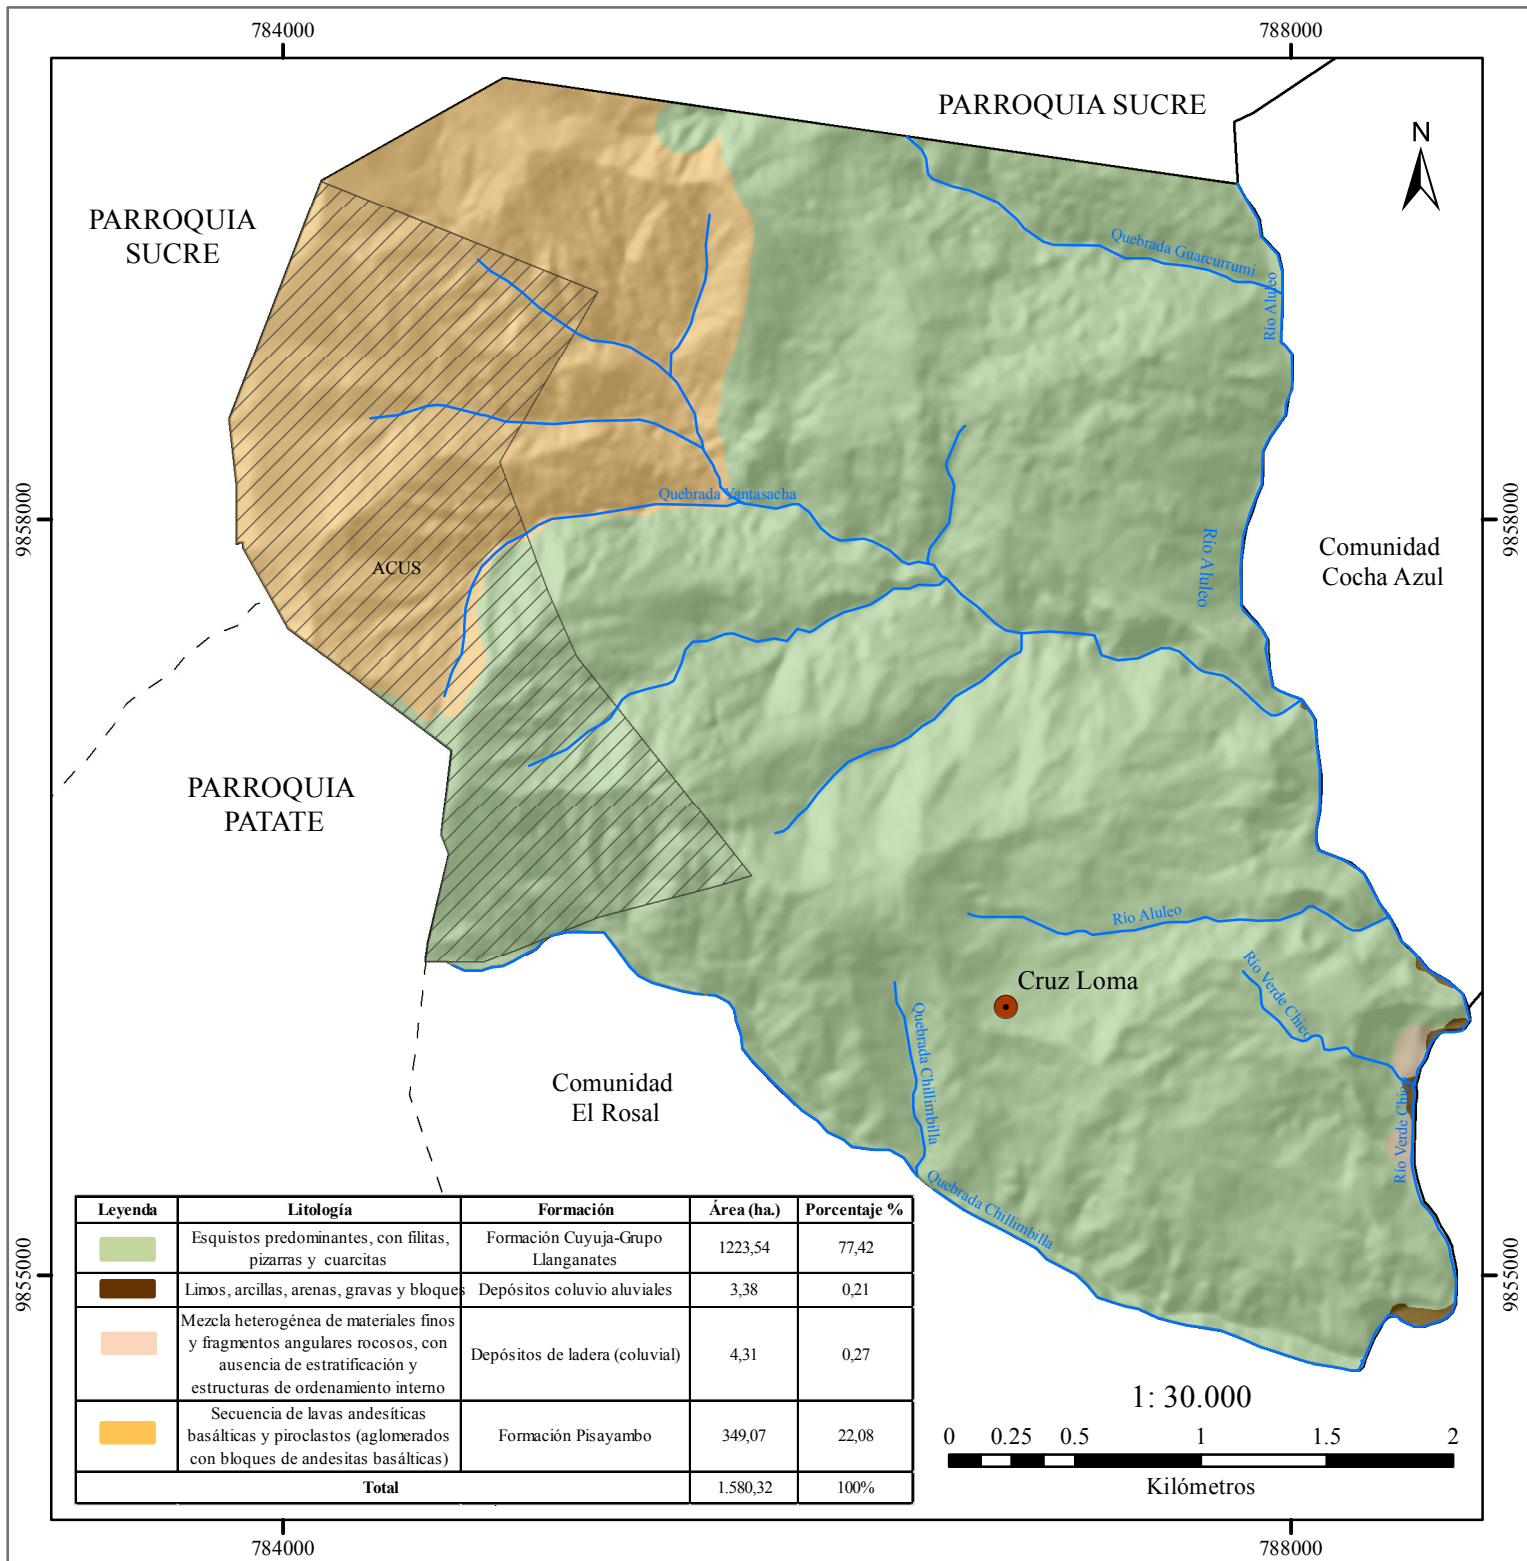 784000
788000
PARROQUIA SUCRE
N
PARROQUIA
SUCRE
Quebrada Guarcurrumi
Río Aluleo
Quebrada Yantasacha
9858000
9858000
Río Aluleo
Comunidad
Cocha Azul
ACUS
PARROQUIA
PATATE
Río Aluleo
Río Verde Chico
Cruz Loma
Quebrada Chillimbilla
Comunidad
El Rosal
Río Verde Chico
Quebrada Chillimbilla
9855000
9855000
Leyenda Litología Formación Área (ha.) Porcentaje %
Esquistos predominantes, con filitas,
pizarras y cuarcitas
Formación Cuyuja-Grupo
Llanganates
1223,54 77,42
Limos, arcillas, arenas, gravas y bloques Depósitos coluvio aluviales 3,38 0,21
Mezcla heterogénea de materiales finos
y fragmentos angulares rocosos, con
ausencia de estratificación y
estructuras de ordenamiento interno
Depósitos de ladera (coluvial) 4,31 0,27
Secuencia de lavas andesíticas
basálticas y piroclastos (aglomerados
con bloques de andesitas basálticas)
Formación Pisayambo 349,07 22,08
Total 1.580,32 100%
1: 30.000
0 0.25 0.5 1 1.5 2
Kilómetros
784000
788000